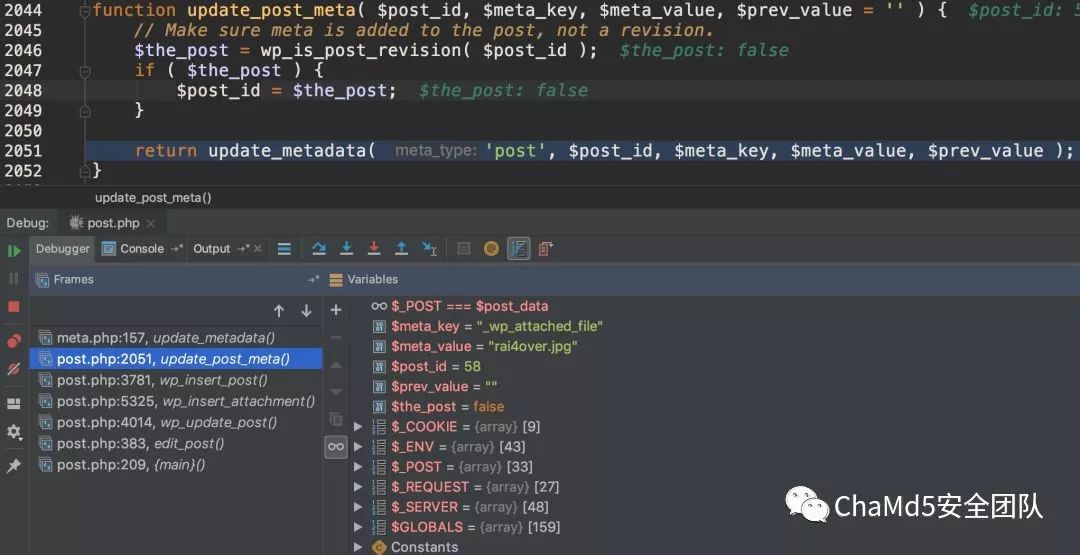 2044 function update_post_meta( $post_id, $meta_key, $meta_value, $prev_value = '' ) { $post_id: 5
2045 // Make sure meta is added to the post, not a revision.
2046 $the_post = wp_is_post_revision( $post_id ); $the_post: false
2047 if ( $the_post ) {
2048 $post_id = $the_post; $the_post: false
2049 }
2050
2051 return update_metadata( meta_type: 'post', $post_id, $meta_key, $meta_value, $prev_value );
2052 }
update_post_meta()
Debug: post.php
Debugger Console Output
Frames
Variables
meta.php:157, update_metadata()
post.php:2051, update_post_meta()
post.php:3781, wp_insert_post()
post.php:5325, wp_insert_attachment()
post.php:4014, wp_update_post()
post.php:383, edit_post()
post.php:209, {main}()
$_POST === $post_data
$meta_key = "_wp_attached_file"
$meta_value = "rai4over.jpg"
$post_id = 58
$prev_value = ""
$the_post = false
$_COOKIE = {array} [9]
$_ENV = {array} [43]
$_POST = {array} [33]
$_REQUEST = {array} [27]
$_SERVER = {array} [48]
$GLOBALS = {array} [159]
Constants
ChaMd5安全团队